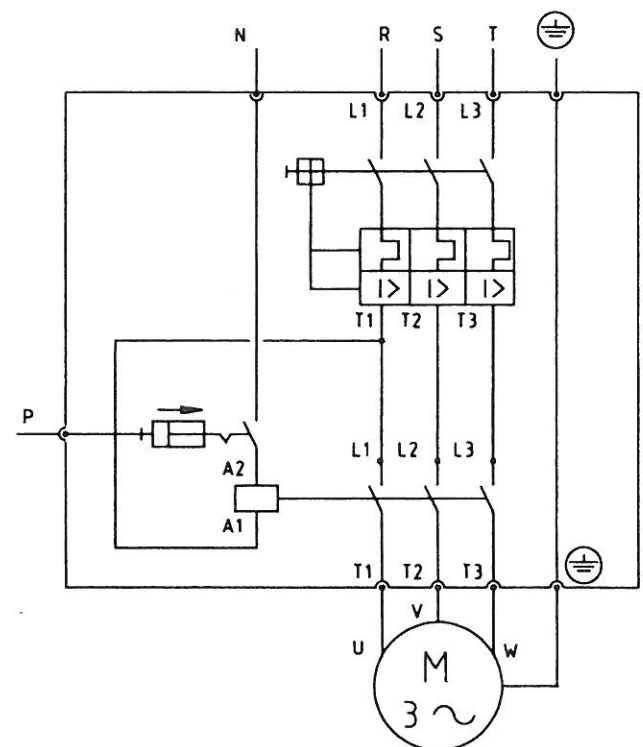 N R S T
L1 L2 L3
I> I> I>
T1 T2 T3
P
L1 L2 L3
A2
A1
T1 T2 T3
V
U W
M
3 ~